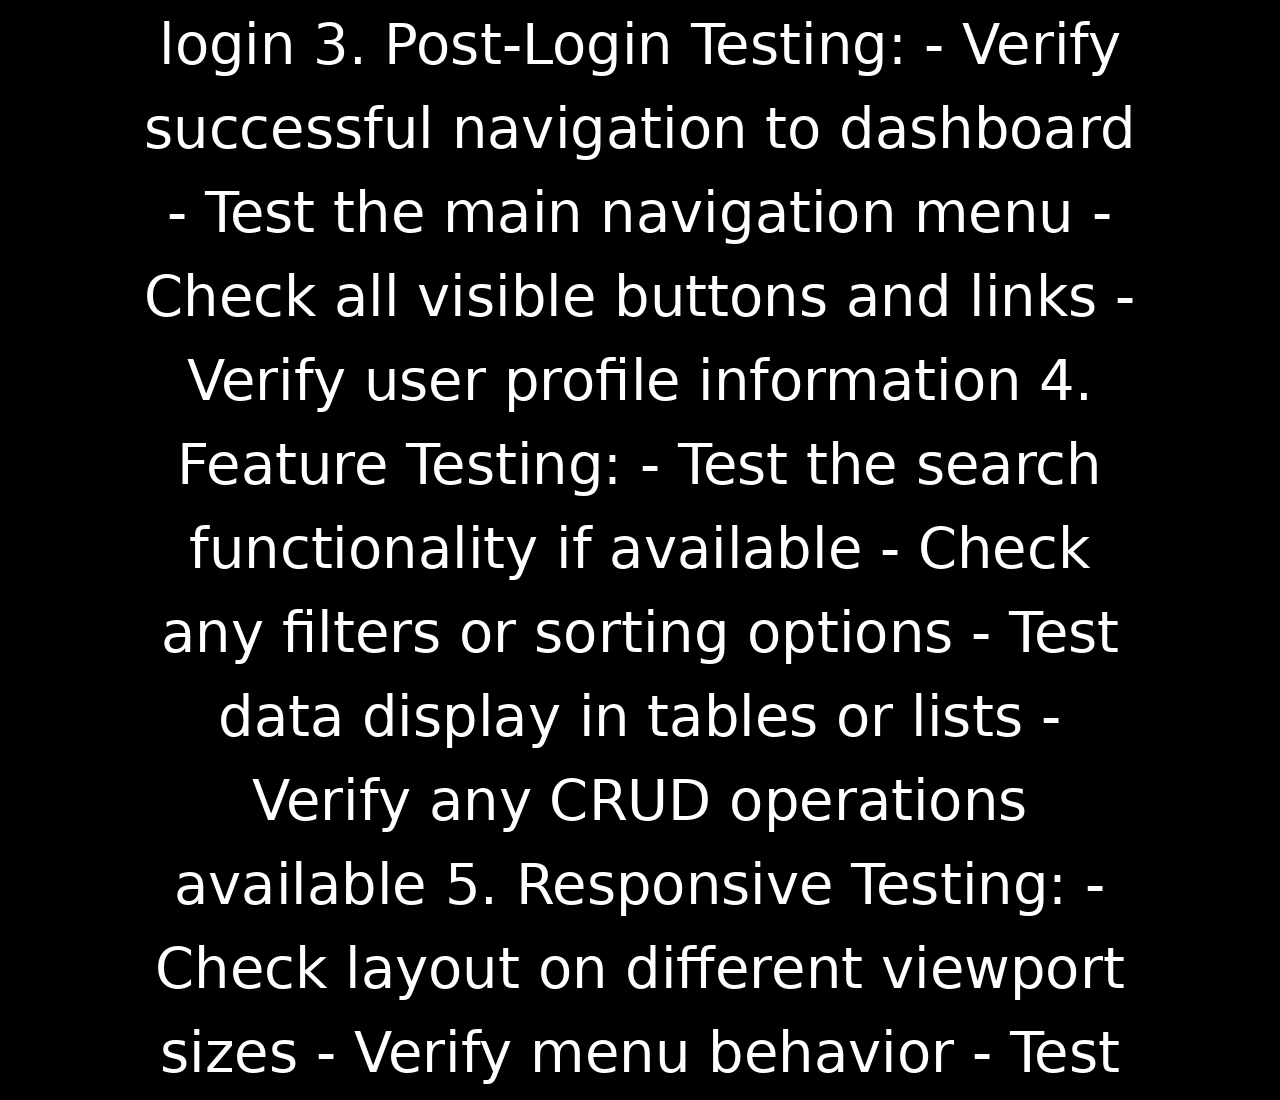 login 3. Post-Login Testing: - Verify
successful navigation to dashboard
- Test the main navigation menu -
Check all visible buttons and links -
Verify user profile information 4.
Feature Testing: - Test the search
functionality if available - Check
any filters or sorting options - Test
data display in tables or lists -
Verify any CRUD operations
available 5. Responsive Testing: -
Check layout on different viewport
sizes - Verify menu behavior - Test